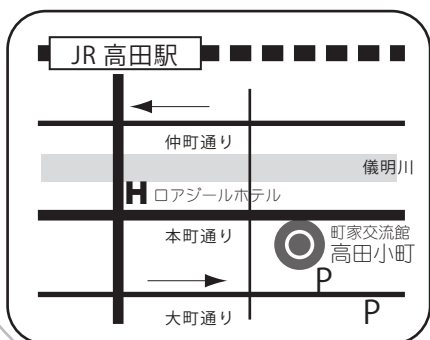 JR 高田駅
仲町通り
儀明川
H ロアジールホテル
本町通り
町家交流館
高田小町
P
大町通り
P